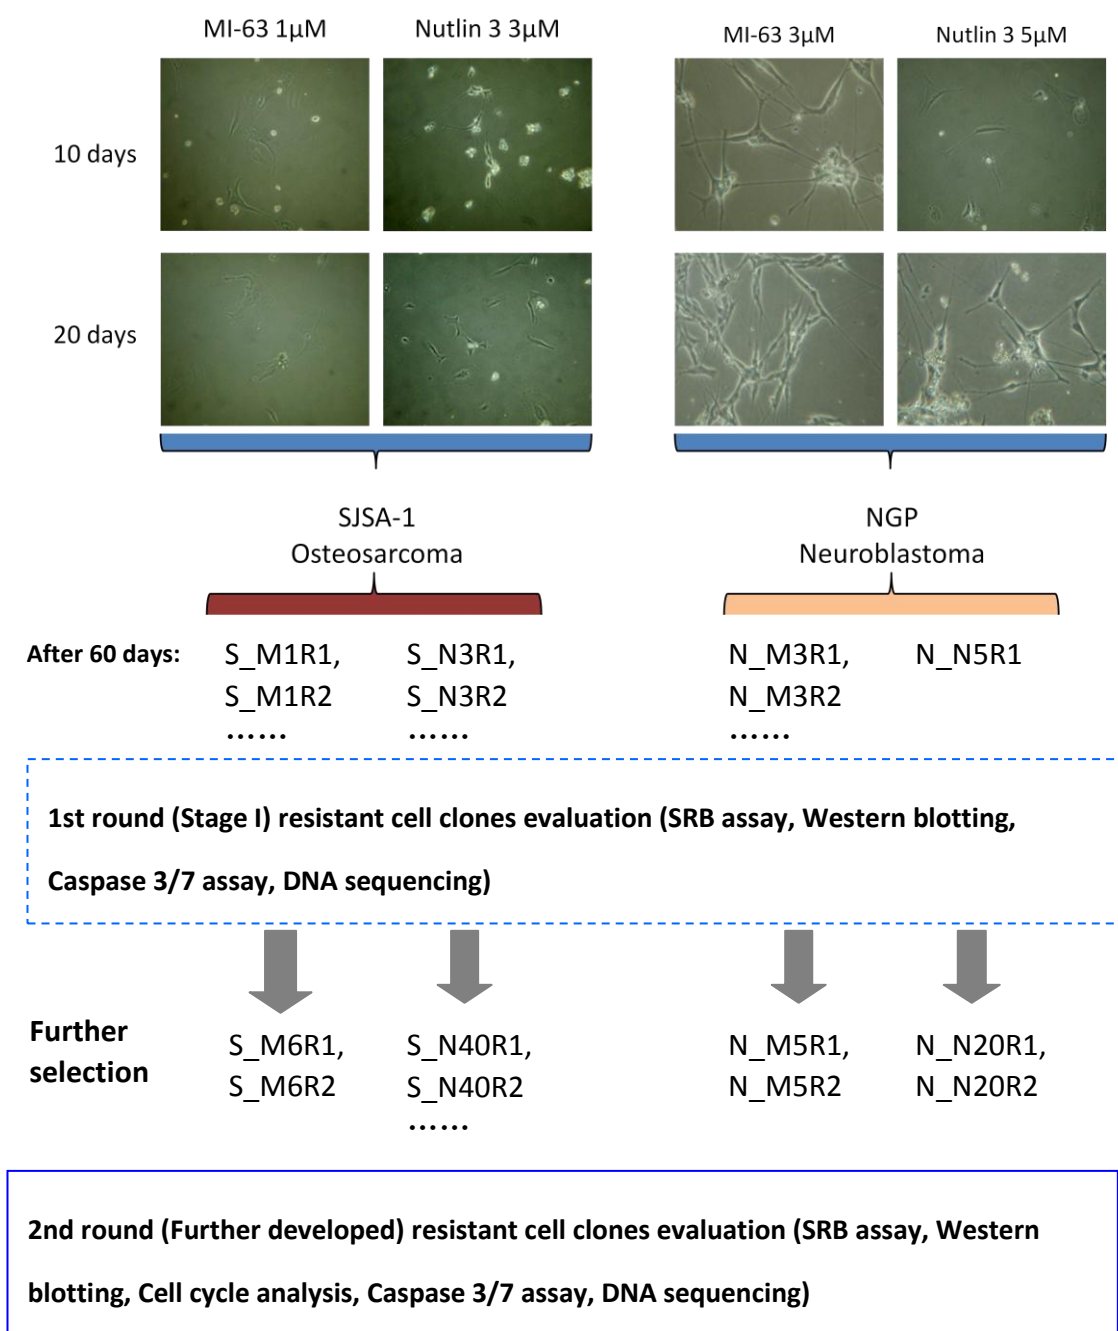 MI-63 1µM Nutlin 3 3µM MI-63 3µM Nutlin 3 5µM
10 days
20 days
SJSA-1 NGP
Osteosarcoma Neuroblastoma
After 60 days: S_M1R1, S_N3R1, N_M3R1, N_N5R1
S_M1R2 S_N3R2 N_M3R2
...... ...... ......
1st round (Stage I) resistant cell clones evaluation (SRB assay, Western blotting,
Caspase 3/7 assay, DNA sequencing)
Further
selection
S_M6R1, S_N40R1, N_M5R1, N_N20R1,
S_M6R2 S_N40R2 N_M5R2 N_N20R2
......
2nd round (Further developed) resistant cell clones evaluation (SRB assay, Western
blotting, Cell cycle analysis, Caspase 3/7 assay, DNA sequencing)